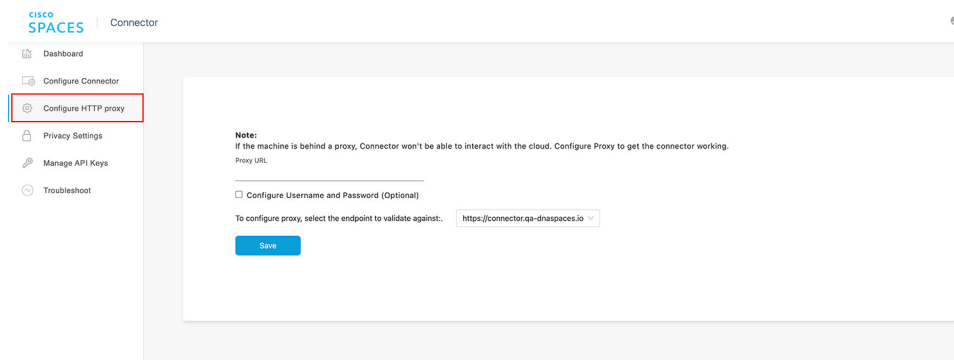 CISCO
SPACES
Connector
Dashboard
Configure Connector
Configure HTTP proxy
Privacy Settings
Manage API Keys
Troubleshoot
Note:
If the machine is behind a proxy, Connector won't be able to interact with the cloud. Configure Proxy to get the connector working.
Proxy URL
Configure Username and Password (Optional)
To configure proxy, select the endpoint to validate against:.
https://connector.qa-dnaspaces.io
Save